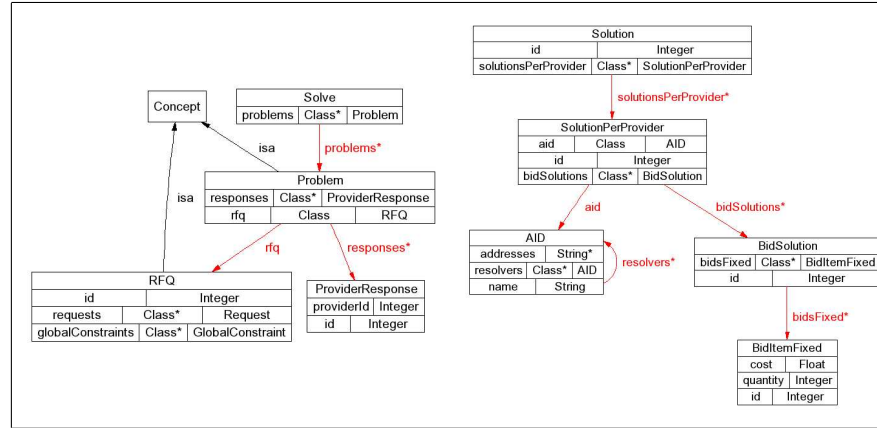 Concept
isa
isa
Solve
problems Class* Problem
problems*
Problem
responses Class* ProviderResponse
rfq Class RFQ
rfq
responses*
RFQ
id Integer
requests Class* Request
globalConstraints Class* GlobalConstraint
ProviderResponse
providerId Integer
id Integer
Solution
id Integer
solutionsPerProvider Class* SolutionPerProvider
solutionsPerProvider*
SolutionPerProvider
aid Class AID
id Integer
bidSolutions Class* BidSolution
aid
bidSolutions*
AID
addresses String*
resolvers Class* AID
name String
resolvers*
BidSolution
bidsFixed Class* BidItemFixed
id Integer
bidsFixed*
BidItemFixed
cost Float
quantity Integer
id Integer